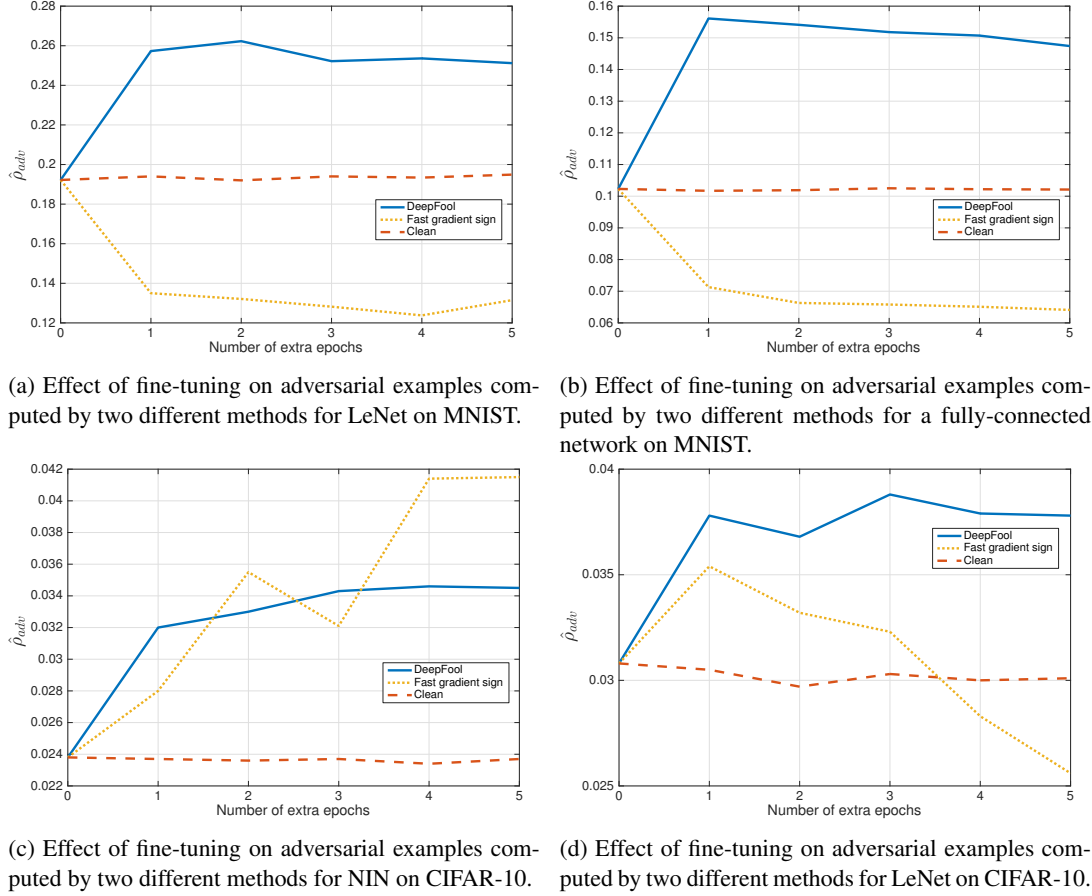 0.28
0.26
0.24
0.22
0.2
0.18
0.16
0.14
0.12
ρ̂adv
0 1 2 3 4 5
Number of extra epochs
DeepFool
Fast gradient sign
Clean
(a) Effect of fine-tuning on adversarial examples com-
puted by two different methods for LeNet on MNIST.
0.16
0.15
0.14
0.13
0.12
0.11
0.1
0.09
0.08
0.07
0.06
ρ̂adv
0 1 2 3 4 5
Number of extra epochs
DeepFool
Fast gradient sign
Clean
(b) Effect of fine-tuning on adversarial examples com-
puted by two different methods for a fully-connected
network on MNIST.
0.042
0.04
0.038
0.036
0.034
0.032
0.03
0.028
0.026
0.024
0.022
ρ̂adv
0 1 2 3 4 5
Number of extra epochs
DeepFool
Fast gradient sign
Clean
(c) Effect of fine-tuning on adversarial examples com-
puted by two different methods for NIN on CIFAR-10.
0.04
0.035
0.03
0.025
ρ̂adv
0 1 2 3 4 5
Number of extra epochs
DeepFool
Fast gradient sign
Clean
(d) Effect of fine-tuning on adversarial examples com-
puted by two different methods for LeNet on CIFAR-10.